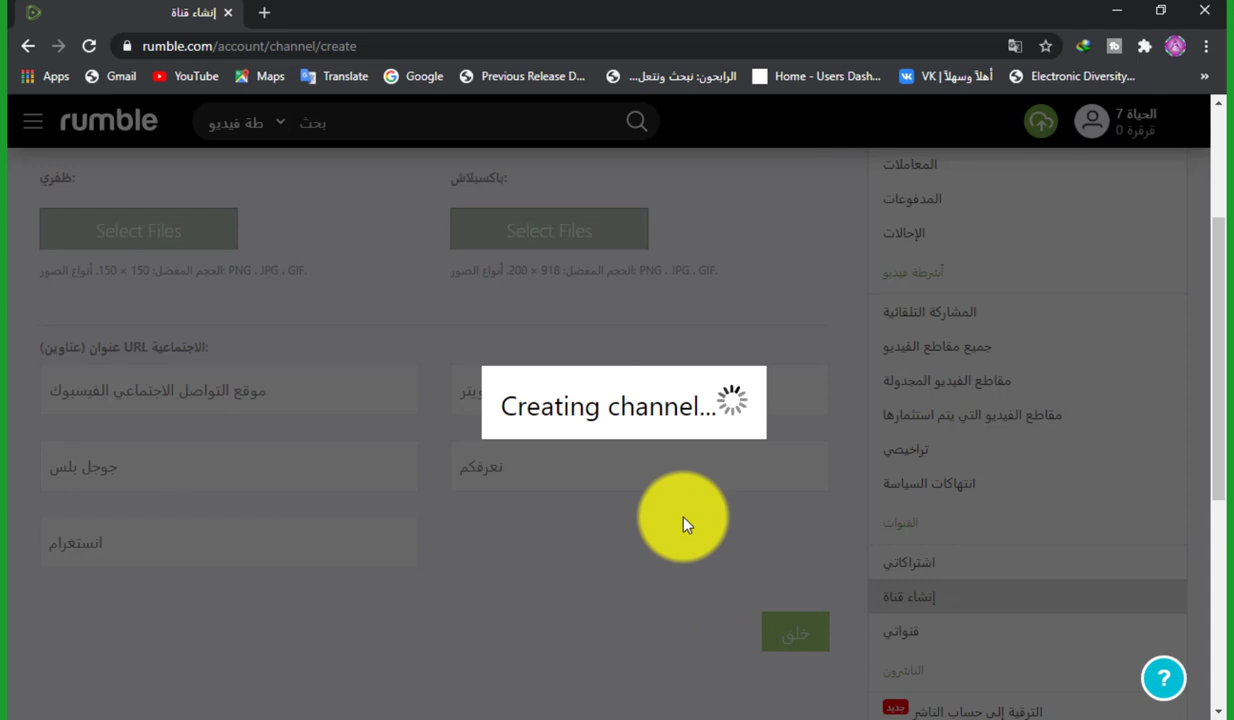 إنشاء قناة
rumble.com/account/channel/create
Apps
Gmail
YouTube
Maps
Translate
Google
Previous Release D...
الرابحون: نبحث ونتعل...
Home - Users Dash...
VK | أهلاً وسهلاً
Electronic Diversity...
»
rumble
طة فيديو
بحث
الحياة 7
قرقرة 0
ظفري:
باكسبلاش:
Select Files
Select Files
الحجم المفضل: 150 × 150. أنواع الصور: PNG ، JPG ، GIF.
الحجم المفضل: 918 × 200. أنواع الصور: PNG ، JPG ، GIF.
عنوان (عناوين) URL الاجتماعية:
موقع التواصل الاجتماعي الفيسبوك
يتر
Creating channel...
جوجل بلس
نعرفكم
انستغرام
خلق
المعاملات
المدفوعات
الإحالات
أشرطة فيديو
المشاركة التلقائية
جميع مقاطع الفيديو
مقاطع الفيديو المجدولة
مقاطع الفيديو التي يتم استثمارها
تراخيصي
انتهاكات السياسة
القنوات
اشتراكاتي
إنشاء قناة
قنواتي
الناشرون
الترقية إلى حساب الناشر جديد
?